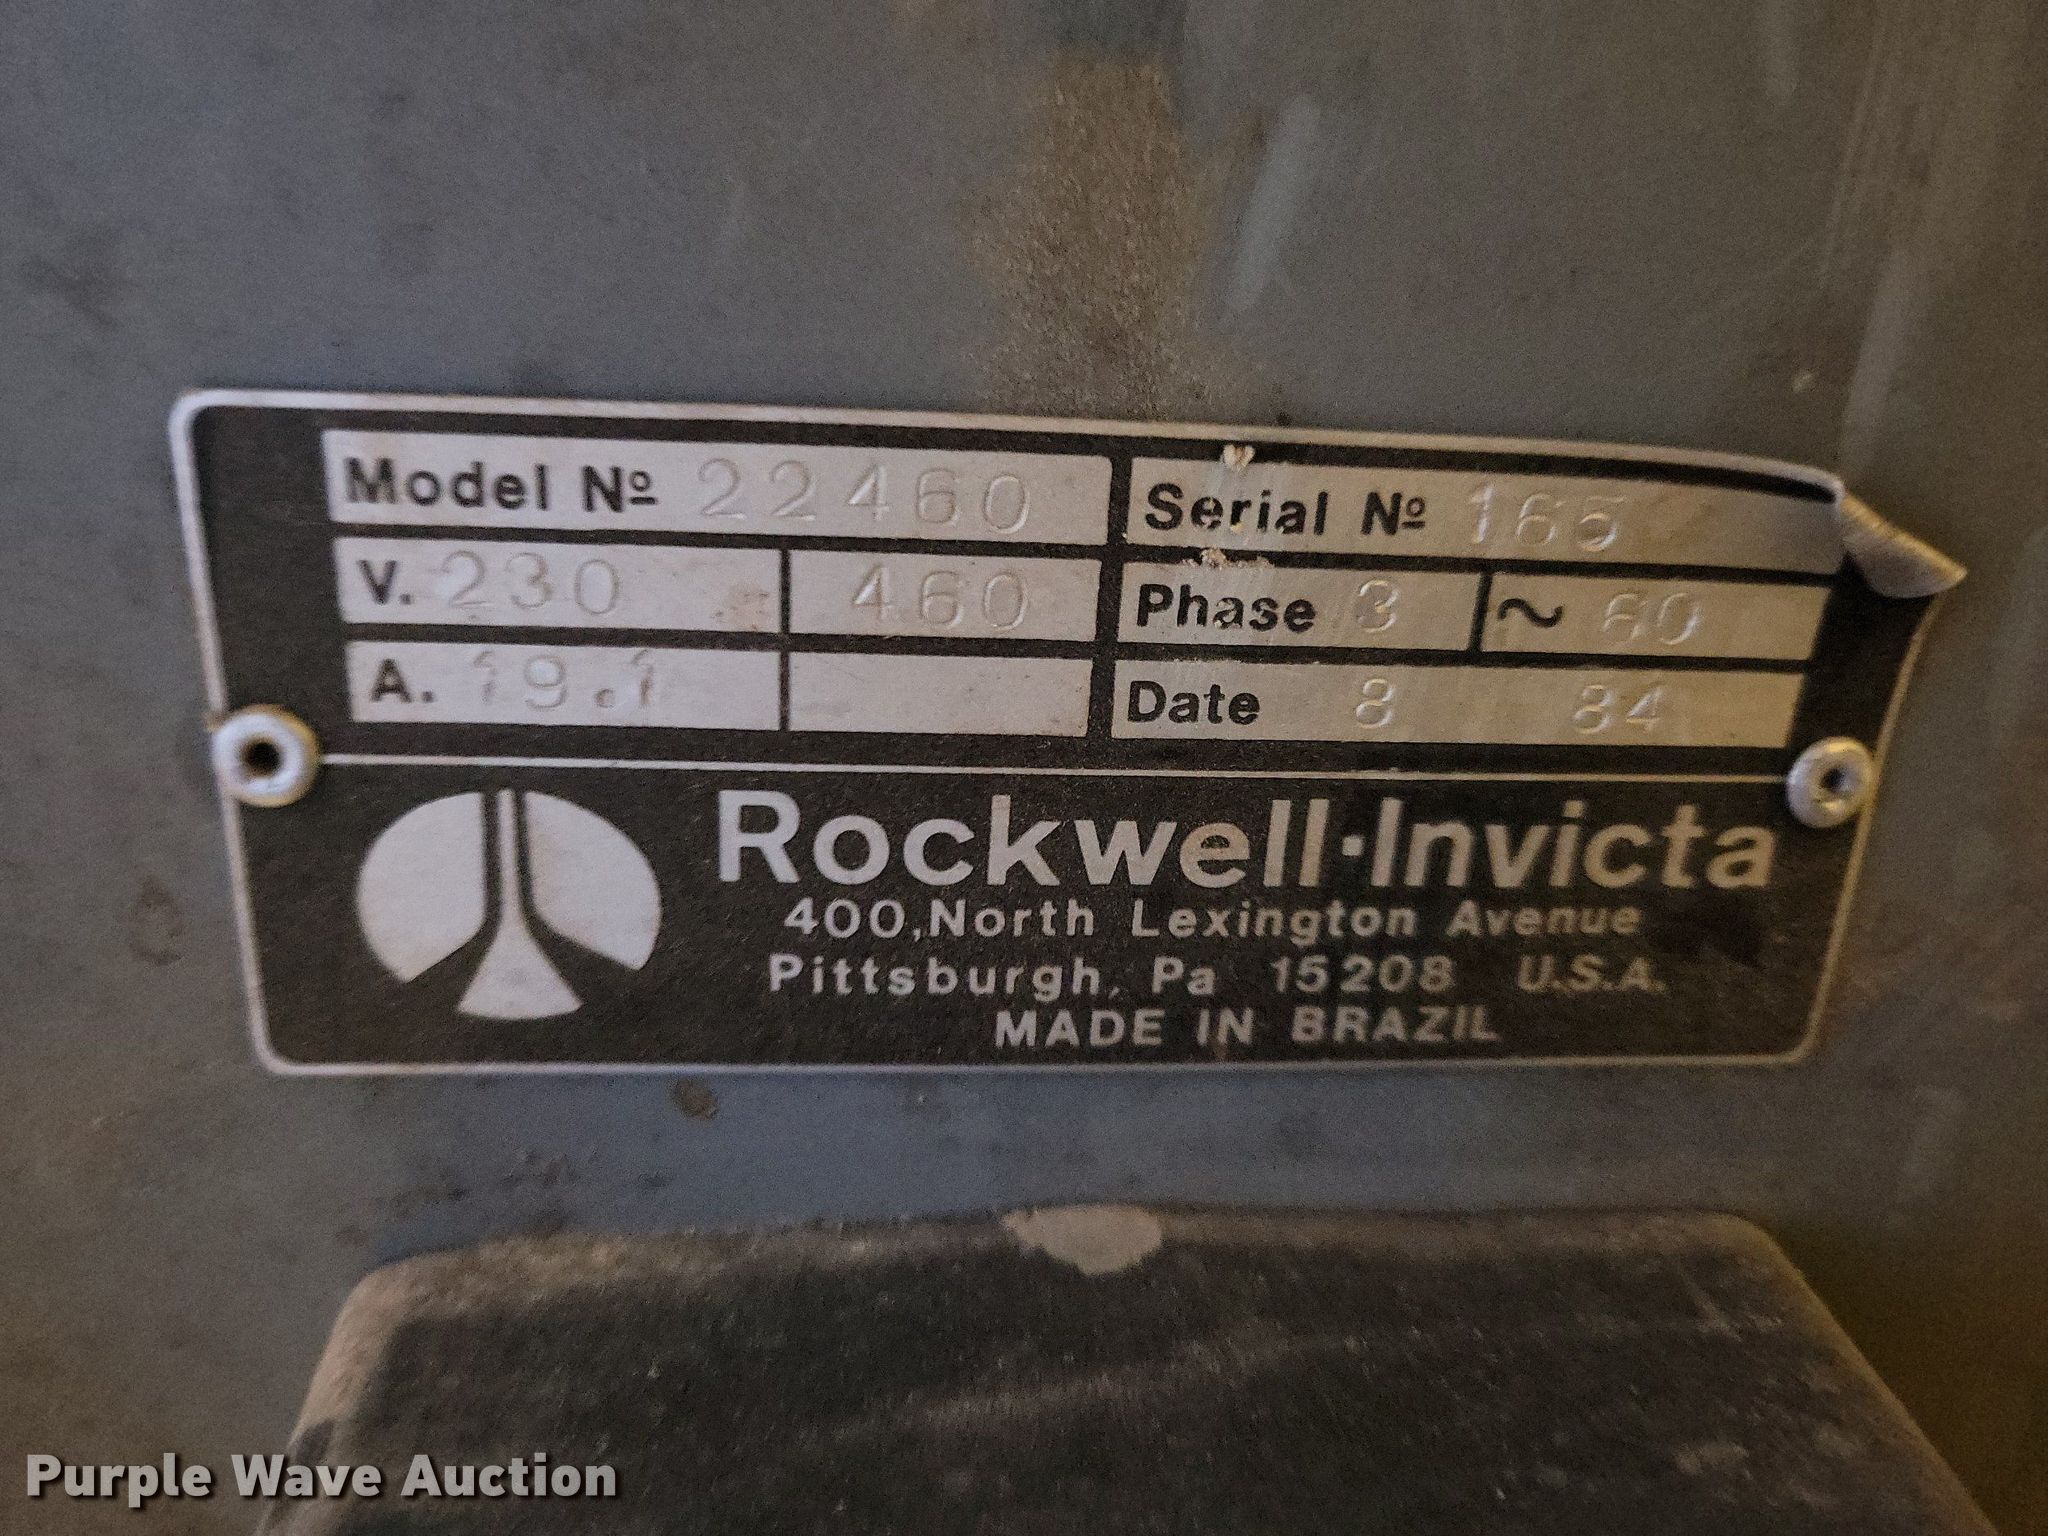 Model Nº 22460 Serial Nº 165
V. 230 460 Phase 3 ~ 60
A. 19.1 Date 8 84
Rockwell·Invicta
400,North Lexington Avenue
Pittsburgh, Pa 15208 U.S.A.
MADE IN BRAZIL
Purple Wave Auction